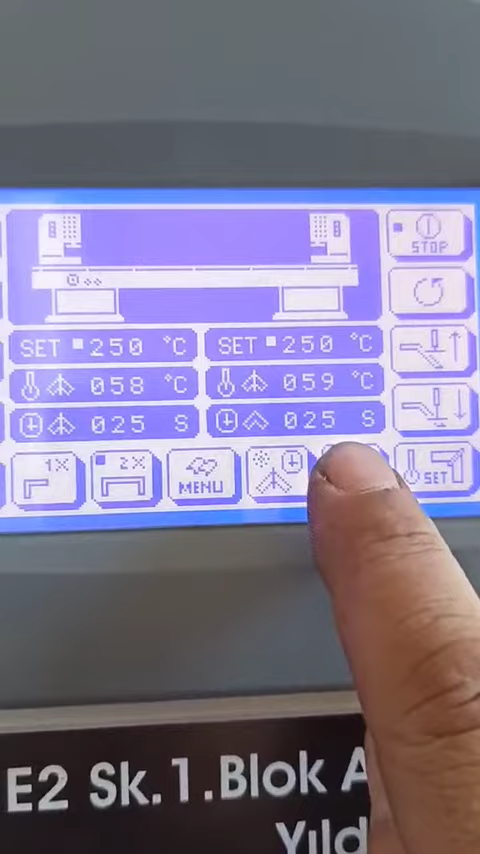 STOP
SET 250 °C SET 250 °C
058 °C 059 °C
025 S 025 S
1X 2X
MENU SET
E2 Sk.1.Blok A
Yıld